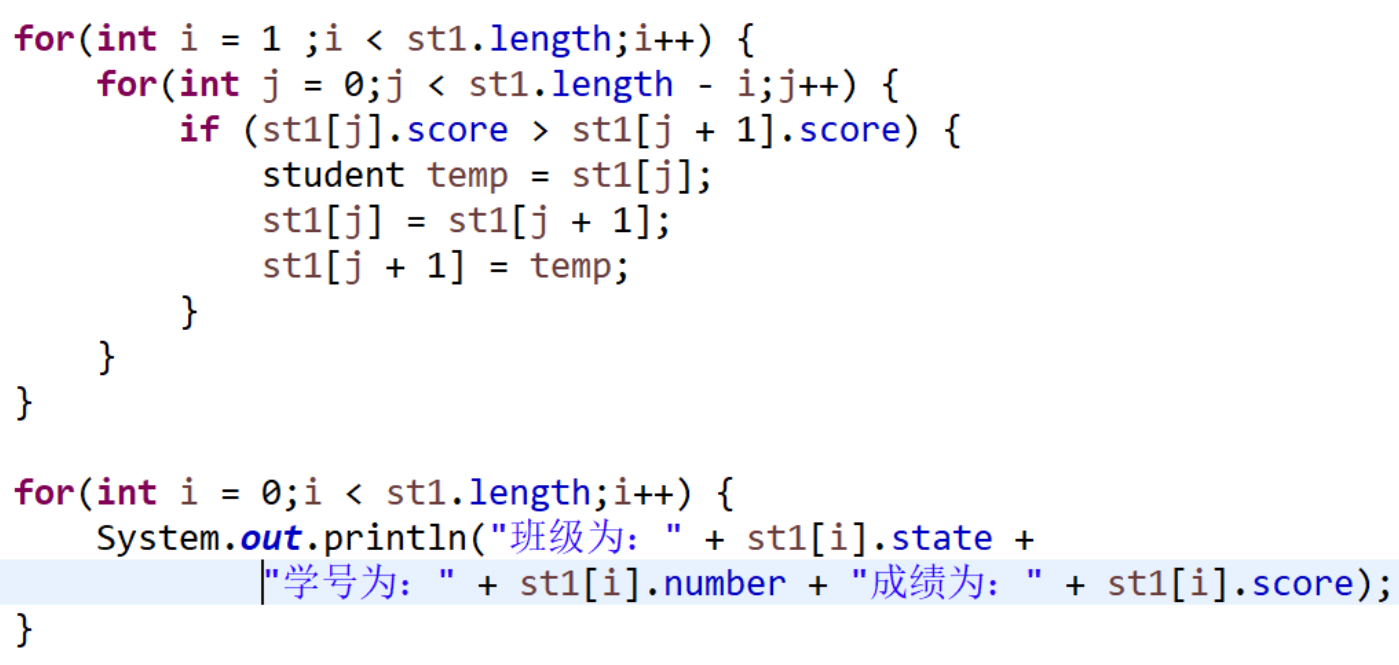 for(int i = 1 ;i < st1.length;i++) {
    for(int j = 0;j < st1.length - i;j++) {
        if (st1[j].score > st1[j + 1].score) {
            student temp = st1[j];
            st1[j] = st1[j + 1];
            st1[j + 1] = temp;
        }
    }
}
for(int i = 0;i < st1.length;i++) {
    System.out.println("班级为：" + st1[i].state +
            "学号为：" + st1[i].number + "成绩为：" + st1[i].score);
}